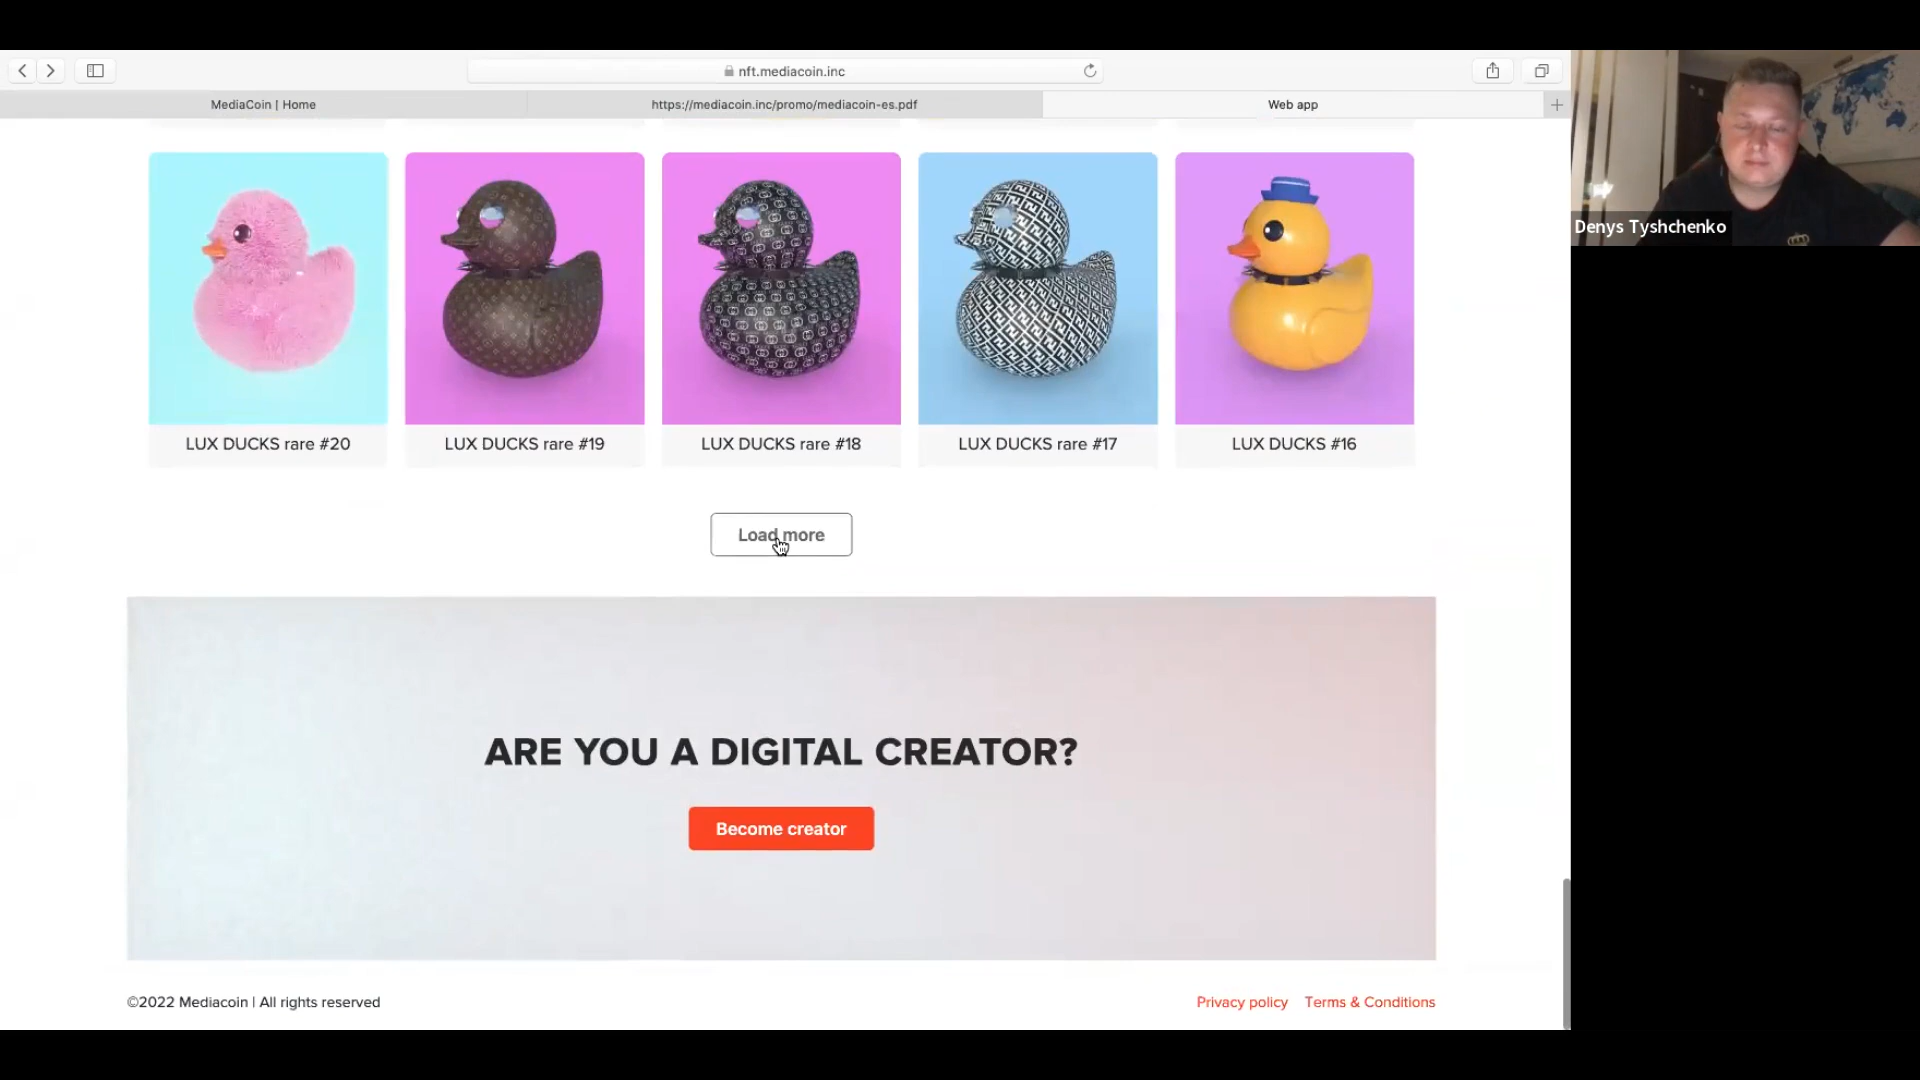 nft.mediacoin.inc
MediaCoin | Home
https://mediacoin.inc/promo/mediacoin-es.pdf
Web app
Denys Tyshchenko
LUX DUCKS rare #20
LUX DUCKS rare #19
LUX DUCKS rare #18
LUX DUCKS rare #17
LUX DUCKS #16
Load more
ARE YOU A DIGITAL CREATOR?
Become creator
©2022 Mediacoin | All rights reserved
Privacy policy
Terms & Conditions